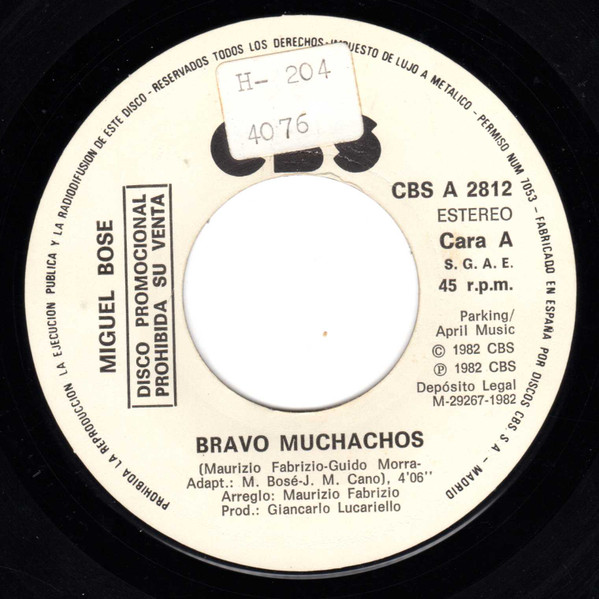 PROHIBIDA LA REPRODUCCION, LA EJECUCION PUBLICA Y LA RADIODIFUSION DE ESTE DISCO - RESERVADOS TODOS LOS DERECHOS - IMPUESTO DE LUJO A METALICO - PERMISO NUM 7053 - FABRICADO EN ESPAÑA POR DISCOS CBS S A - MADRID
H- 204
4076
CBS
MIGUEL BOSE
DISCO PROMOCIONAL
PROHIBIDA SU VENTA
CBS A 2812
ESTEREO
Cara A
S. G. A. E.
45 r.p.m.
Parking/
April Music
© 1982 CBS
Ⓟ 1982 CBS
Depósito Legal
M-29267-1982
BRAVO MUCHACHOS
(Maurizio Fabrizio-Guido Morra-
Adapt.: M. Bosé-J. M. Cano), 4'06''
Arreglo: Maurizio Fabrizio
Prod.: Giancarlo Lucariello